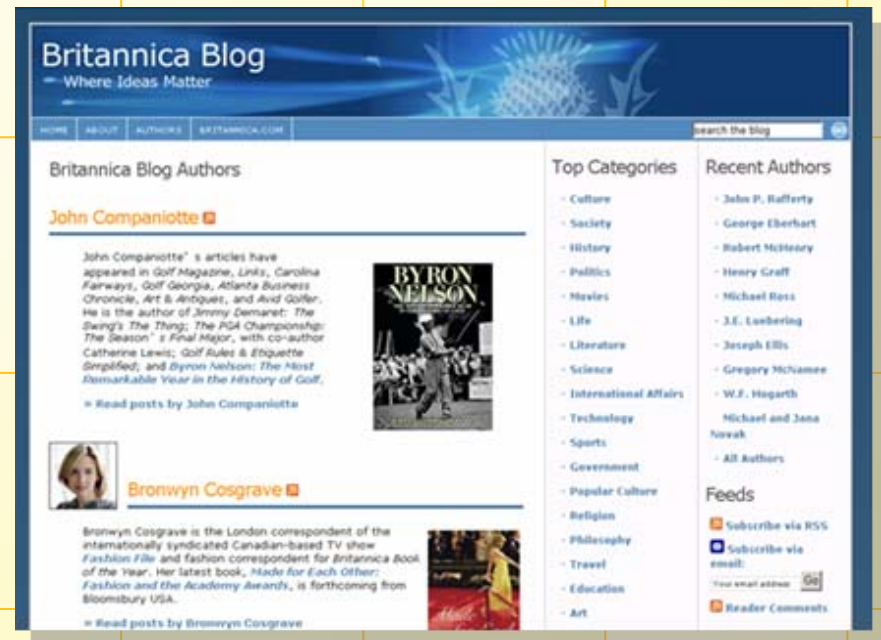 Britannica Blog
Where Ideas Matter
HOME
ABOUT
AUTHORS
BRITANNICA.COM
search the blog
GO
Britannica Blog Authors
John Companiotte
John Companiotte's articles have
appeared in Golf Magazine, Links, Carolina
Fairways, Golf Georgia, Atlanta Business
Chronicle, Art & Antiques, and Avid Golfer.
He is the author of Jimmy Demaret: The
Swing's The Thing; The PGA Championship:
The Season's Final Major, with co-author
Catherine Lewis; Golf Rules & Etiquette
Simplified; and Byron Nelson: The Most
Remarkable Year in the History of Golf.
» Read posts by John Companiotte
BYRON
NELSON
Bronwyn Cosgrave
Bronwyn Cosgrave is the London correspondent of the
internationally syndicated Canadian-based TV show
Fashion File and fashion correspondent for Britannica Book
of the Year. Her latest book, Made for Each Other:
Fashion and the Academy Awards, is forthcoming from
Bloomsbury USA.
» Read posts by Bronwyn Cosgrave
Made
Top Categories
- Culture
- Society
- History
- Politics
- Movies
- Life
- Literature
- Science
- International Affairs
- Technology
- Sports
- Government
- Popular Culture
- Religion
- Philosophy
- Travel
- Education
- Art
Recent Authors
- John P. Rafferty
- George Eberhart
- Robert McHenry
- Henry Graff
- Michael Ross
- J.E. Luebering
- Joseph Ellis
- Gregory McNamee
- W.F. Hogarth
Michael and Jana
Novak
- All Authors
Feeds
Subscribe via RSS
Subscribe via
email:
Your email address
Go
Reader Comments